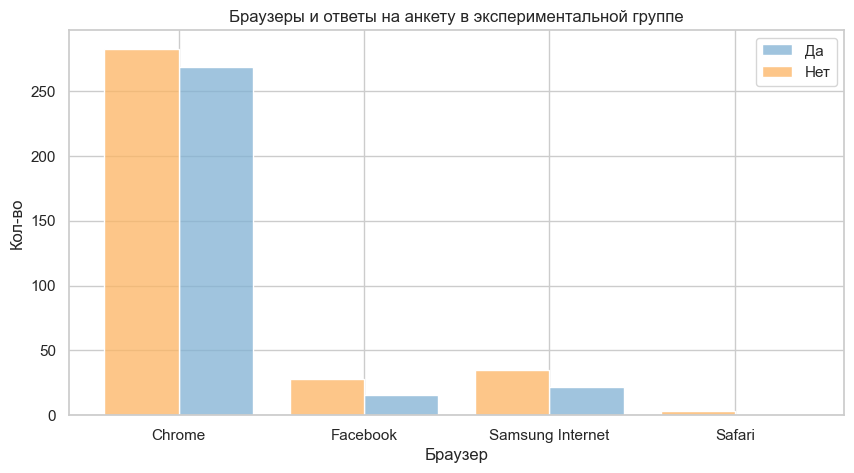 Браузеры и ответы на анкету в экспериментальной группе
Да
Нет
Кол-во
250
200
150
100
50
0
Chrome
Facebook
Samsung Internet
Safari
Браузер